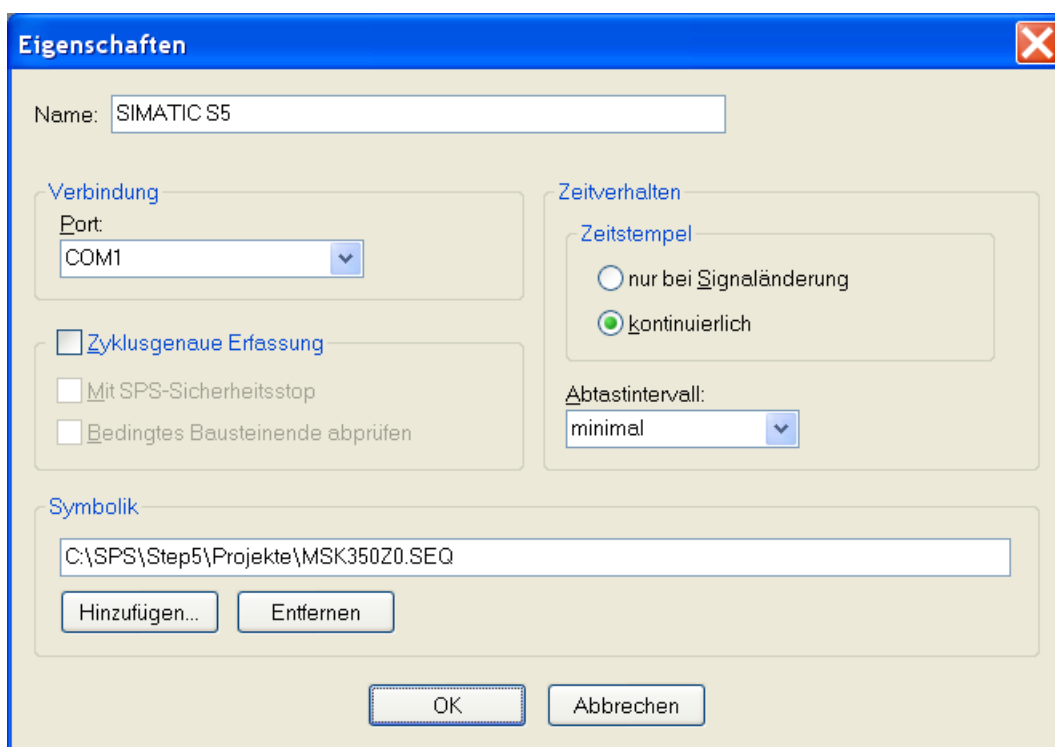 Eigenschaften
Name: SIMATIC S5
Verbindung
Port:
COM1
Zyklusgenaue Erfassung
Mit SPS-Sicherheitsstop
Bedingtes Bausteinende abprüfen
Zeitverhalten
Zeitstempel
nur bei Signaländerung
kontinuierlich
Abtastintervall:
minimal
Symbolik
C:\SPS\Step5\Projekte\MSK350Z0.SEQ
Hinzufügen... Entfernen
OK Abbrechen